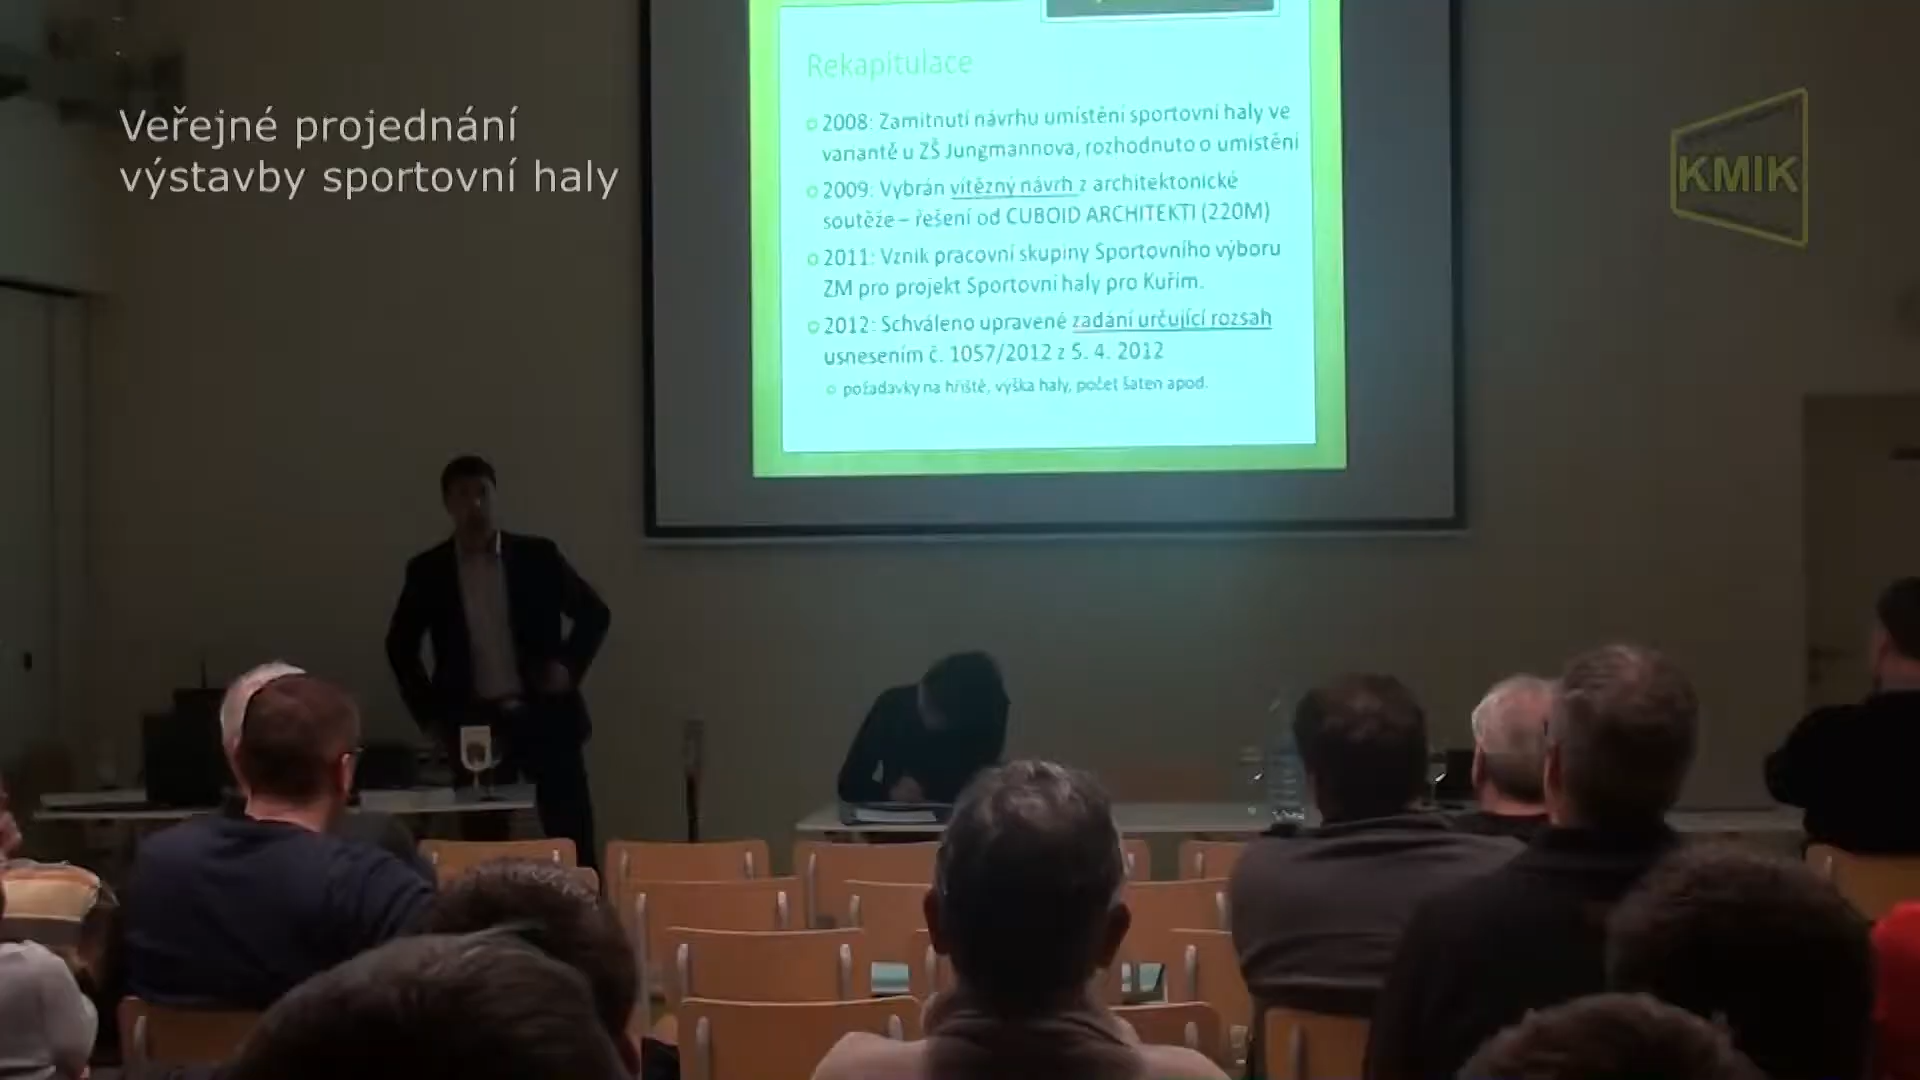 Veřejné projednání
výstavby sportovní haly
KMIK
Rekapitulace
2008: Zamítnutí návrhu umístění sportovní haly ve
variantě u ZŠ Jungmannova, rozhodnuto o umístění
2009: Vybrán vítězný návrh z architektonické
soutěže – řešení od CUBOID ARCHITEKTI (220M)
2011: Vznik pracovní skupiny Sportovního výboru
ZM pro projekt Sportovní haly pro Kuřim.
2012: Schváleno upravené zadání určující rozsah
usnesením č. 1057/2012 z 5. 4. 2012
požadavky na hřiště, výška haly, počet šaten apod.